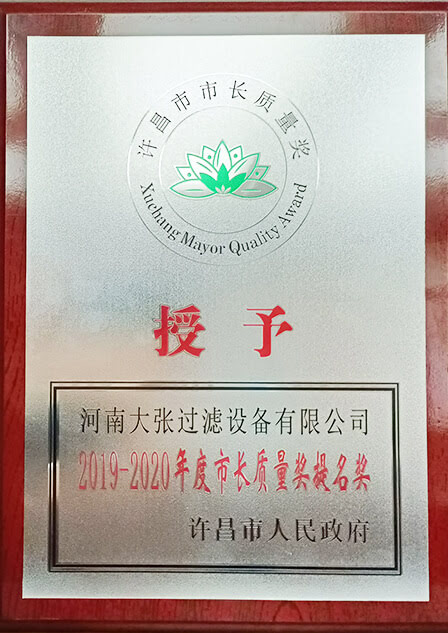 许昌市市长质量奖
Xuchang Mayor Quality Award
授予
河南大张过滤设备有限公司
2019-2020年度市长质量奖提名奖
许昌市人民政府